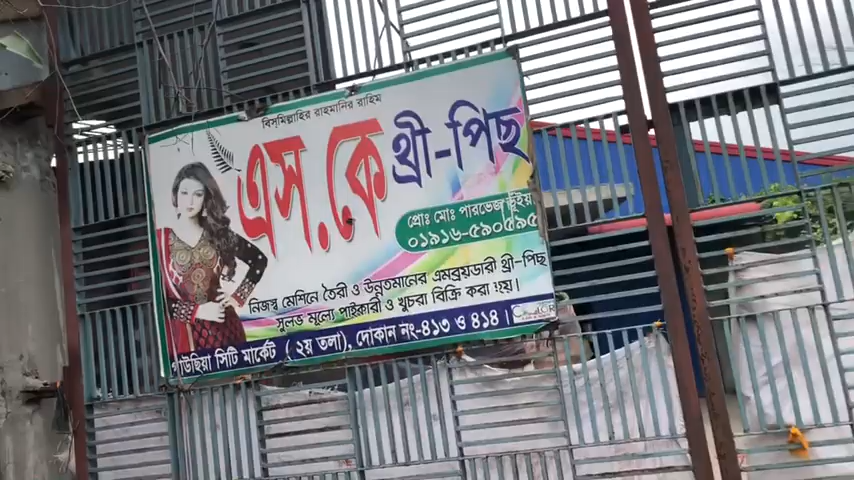 বিস্‌মিল্লাহির রাহমানির রাহিম
এস.কে থ্রী-পিছ
প্রোঃ মোঃ পারভেজ ভূঁইয়া
০১৯১৬-৫৯০৫৯৫
নিজস্ব মেশিনে তৈরী ও উন্নতমানের এমব্রয়ডারী থ্রী-পিছ
সুলভ মূল্যে পাইকারী ও খুচরা বিক্রি করা হয়।
গাউছিয়া সিটি মার্কেট (২য় তলা), দোকান নং-৪১৩ ও ৪১৪।